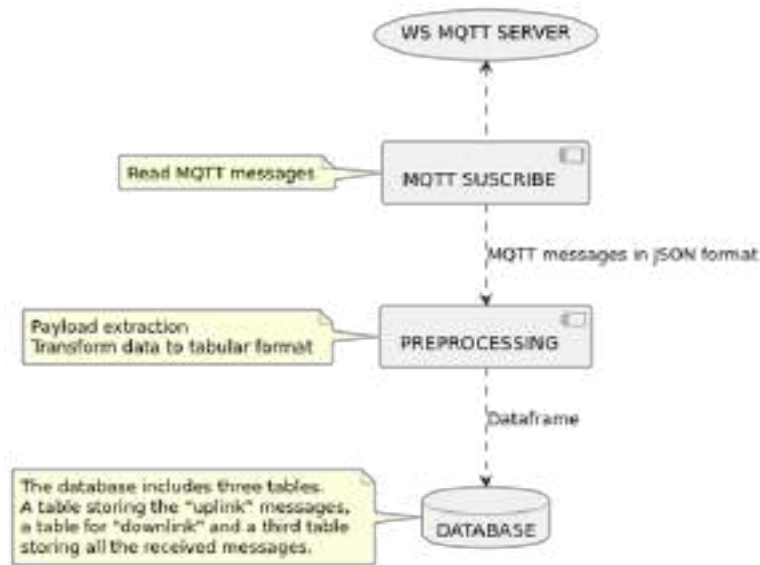 WS MQTT SERVER
Read MQTT messages
MQTT SUSCRIBE
MQTT messages in JSON format
Payload extraction
Transform data to tabular format
PREPROCESSING
Dataframe
The database includes three tables.
A table storing the "uplink" messages,
a table for "downlink" and a third table
storing all the received messages.
DATABASE